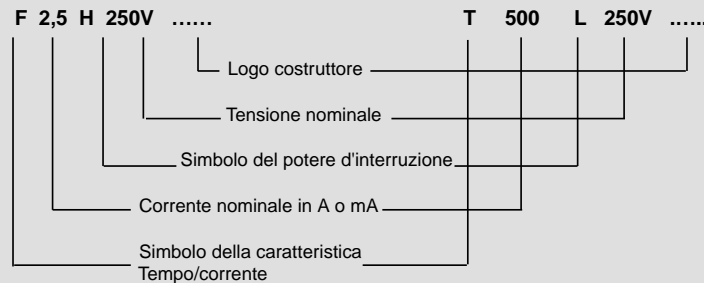 F 2,5 H 250V ...... T 500 L 250V ......
Logo costruttore
Tensione nominale
Simbolo del potere d'interruzione
Corrente nominale in A o mA
Simbolo della caratteristica
Tempo/corrente